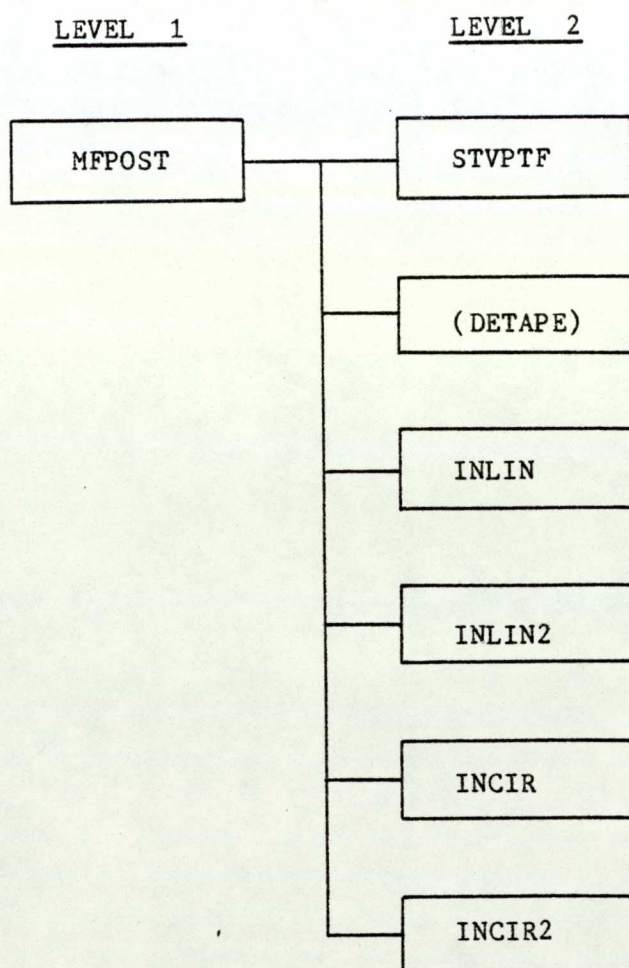 LEVEL 1 LEVEL 2
MFPOST STVPTF
(DETAPE)
INLIN
INLIN2
INCIR
INCIR2